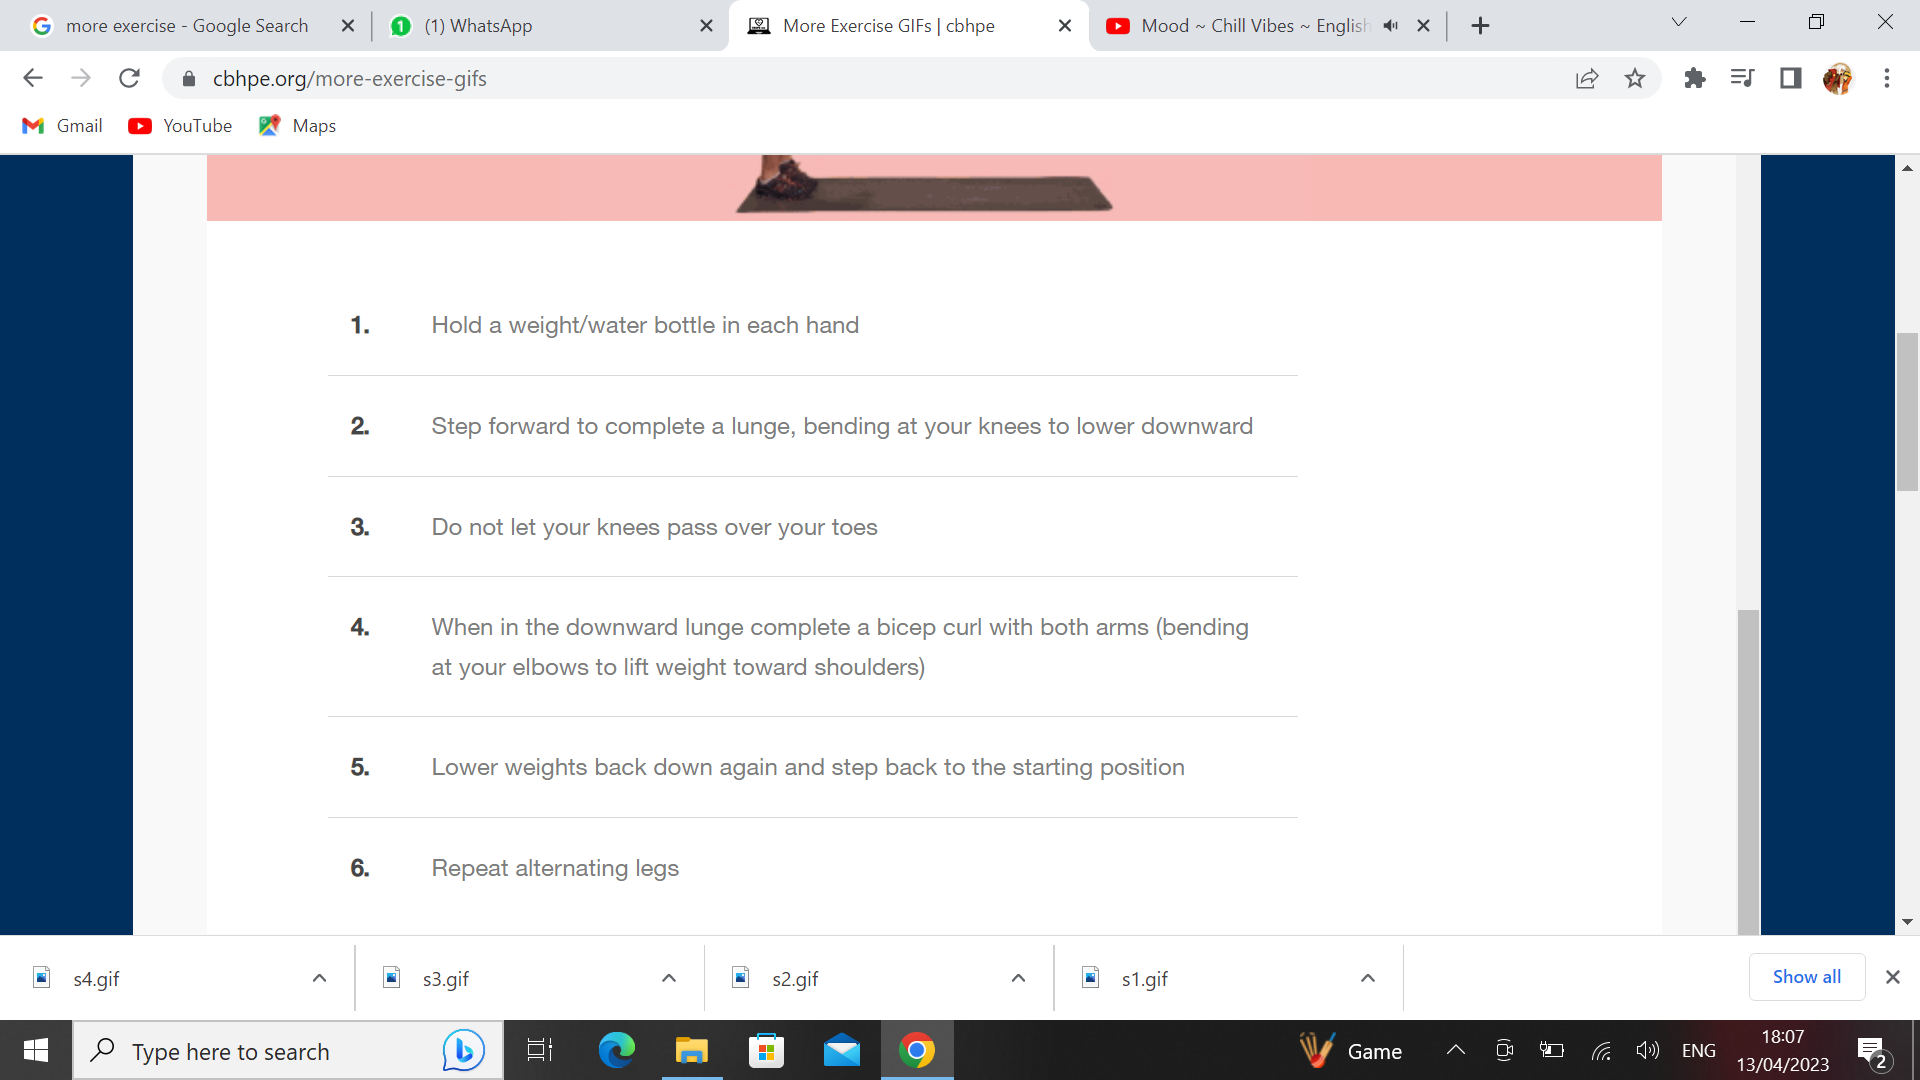 more exercise - Google Search
(1) WhatsApp
More Exercise GIFs | cbhpe
Mood ~ Chill Vibes ~ English
cbhpe.org/more-exercise-gifs
Gmail
YouTube
Maps
1. Hold a weight/water bottle in each hand
2. Step forward to complete a lunge, bending at your knees to lower downward
3. Do not let your knees pass over your toes
4. When in the downward lunge complete a bicep curl with both arms (bending
at your elbows to lift weight toward shoulders)
5. Lower weights back down again and step back to the starting position
6. Repeat alternating legs
s4.gif
s3.gif
s2.gif
s1.gif
Show all
Type here to search
Game
ENG
18:07
13/04/2023
2